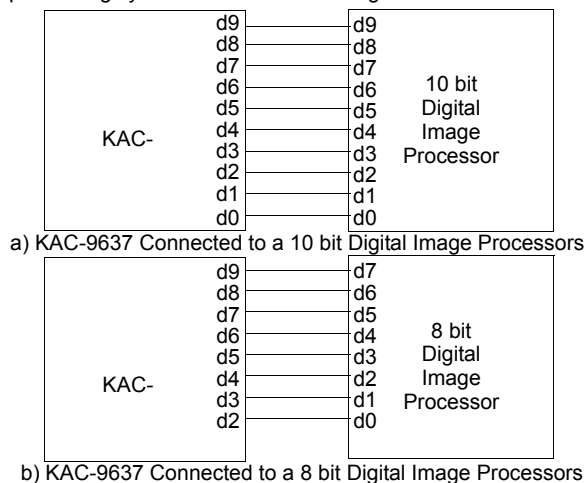 d9 d9
d8 d8
d7 d7
d6 d6
d5 d5
d4 d4
d3 d3
d2 d2
d1 d1
d0 d0
KAC-
10 bit
Digital
Image
Processor
a) KAC-9637 Connected to a 10 bit Digital Image Processors
d9 d7
d8 d6
d7 d5
d6 d4
d5 d3
d4 d2
d3 d1
d2 d0
KAC-
8 bit
Digital
Image
Processor
b) KAC-9637 Connected to a 8 bit Digital Image Processors